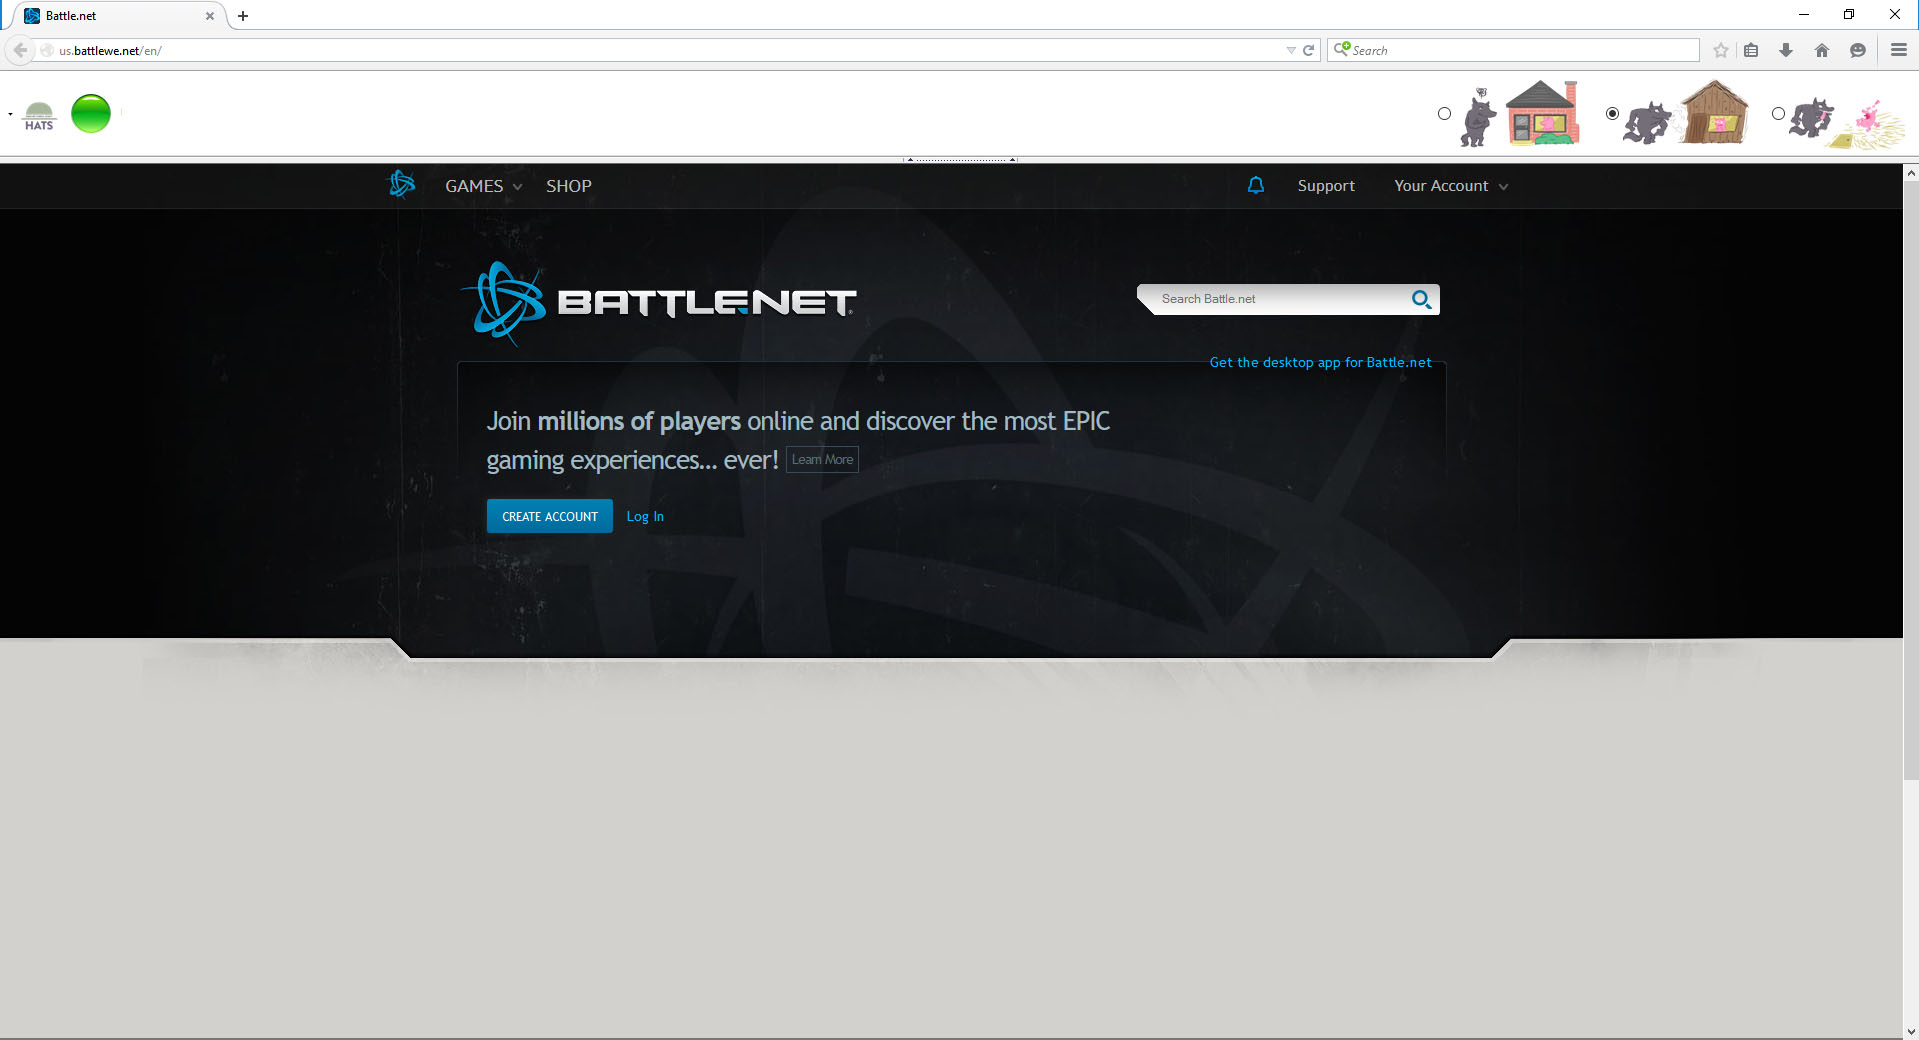 Battle.net
us.battlewe.net/en/
Search
HATS
GAMES SHOP Support Your Account
BATTLE.NET
Search Battle.net
Get the desktop app for Battle.net
Join millions of players online and discover the most EPIC
gaming experiences... ever! Learn More
CREATE ACCOUNT Log In